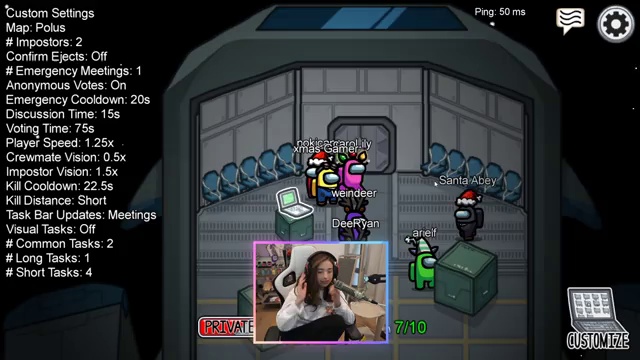 Custom Settings
Map: Polus
# Impostors: 2
Confirm Ejects: Off
# Emergency Meetings: 1
Anonymous Votes: On
Emergency Cooldown: 20s
Discussion Time: 15s
Voting Time: 75s
Player Speed: 1.25x
Crewmate Vision: 0.5x
Impostor Vision: 1.5x
Kill Cooldown: 22.5s
Kill Distance: Short
Task Bar Updates: Meetings
Visual Tasks: Off
# Common Tasks: 2
# Long Tasks: 1
# Short Tasks: 4
Ping: 50 ms
xmas Gamer
weindeer
Santa Abey
DeeRyan
arielf
PRIVATE
7/10
CUSTOMIZE